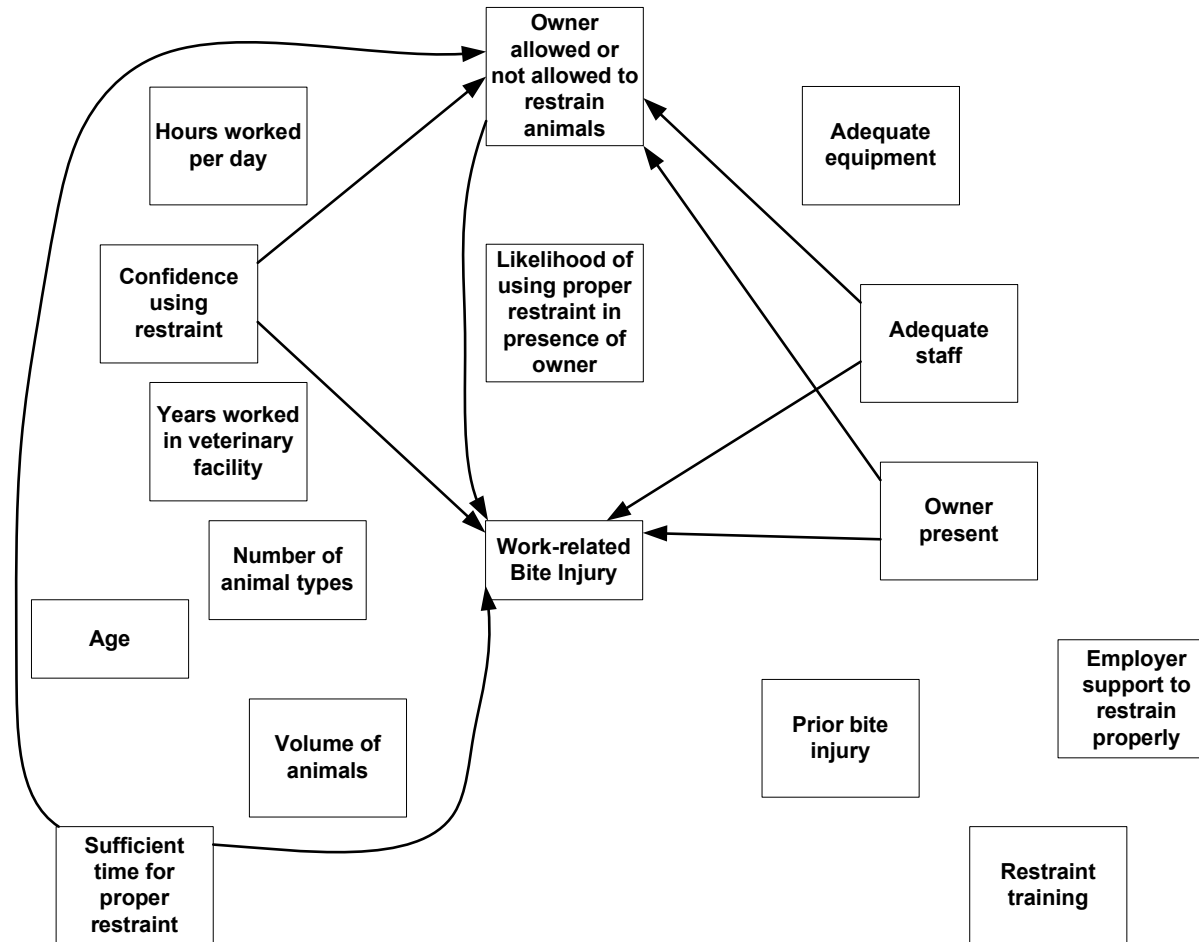 Owner
allowed or
not allowed to
restrain
animals
Hours worked
per day
Adequate
equipment
Confidence
using
restraint
Likelihood of
using proper
restraint in
presence of
owner
Adequate
staff
Years worked
in veterinary
facility
Owner
present
Number of
animal types
Work-related
Bite Injury
Age
Employer
support to
restrain
properly
Prior bite
injury
Volume of
animals
Sufficient
time for
proper
restraint
Restraint
training